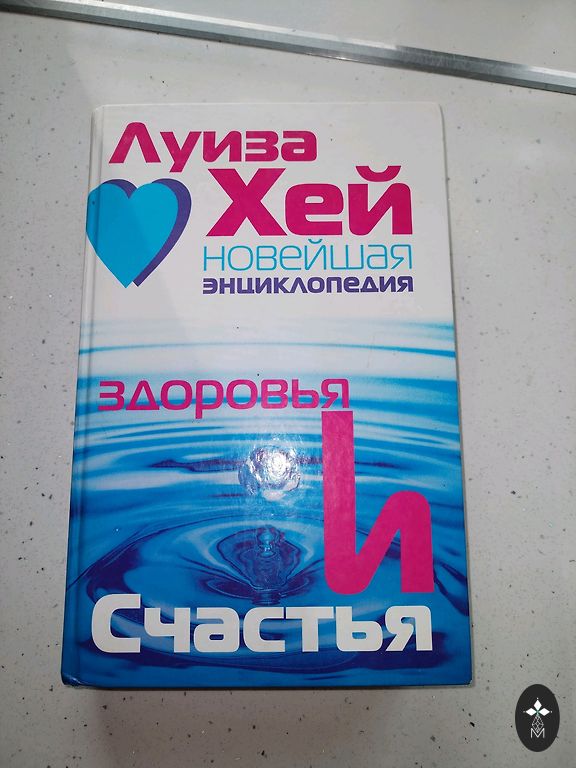 Луиза
Хей
новейшая
энциклопедия
здоровья
и
Счастья
М